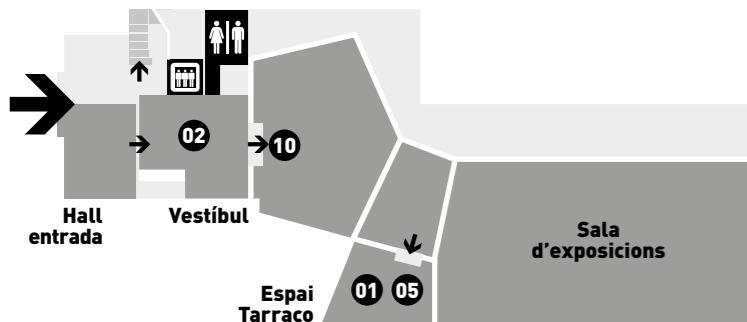 02
10
Hall
entrada
Vestíbul
Sala
d’exposicions
01 05
Espai
Tarraco